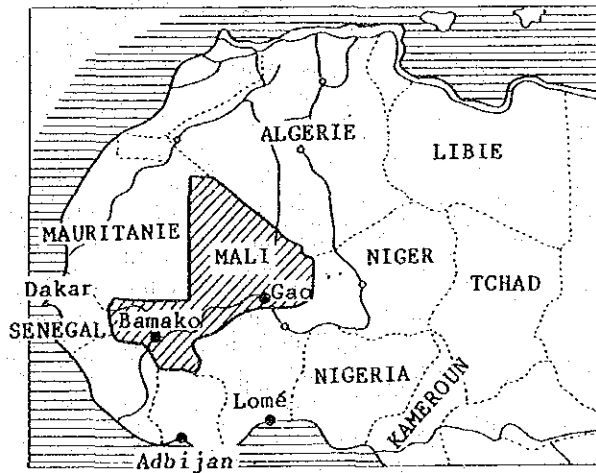 ALGERIE
LIBIE
MAURITANIE
MALI
NIGER
TCHAD
Dakar
Gao
SENEGAL
Bamako
NIGERIA
KAMEROUN
Lomé
Adbijan